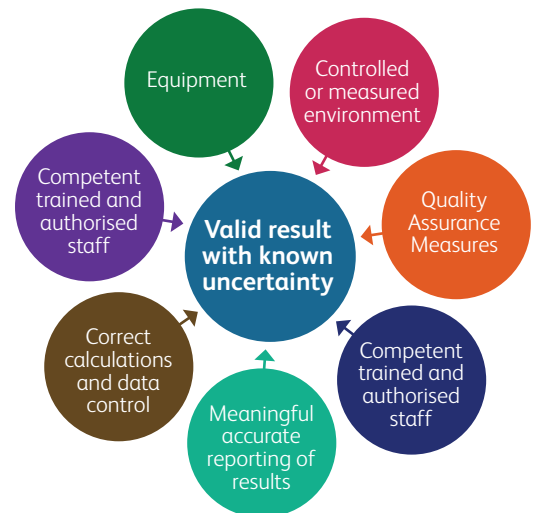 Equipment
Controlled
or measured
environment
Competent
trained and
authorised
staff
Valid result
with known
uncertainty
Quality
Assurance
Measures
Correct
calculations
and data
control
Competent
trained and
authorised
staff
Meaningful
accurate
reporting of
results